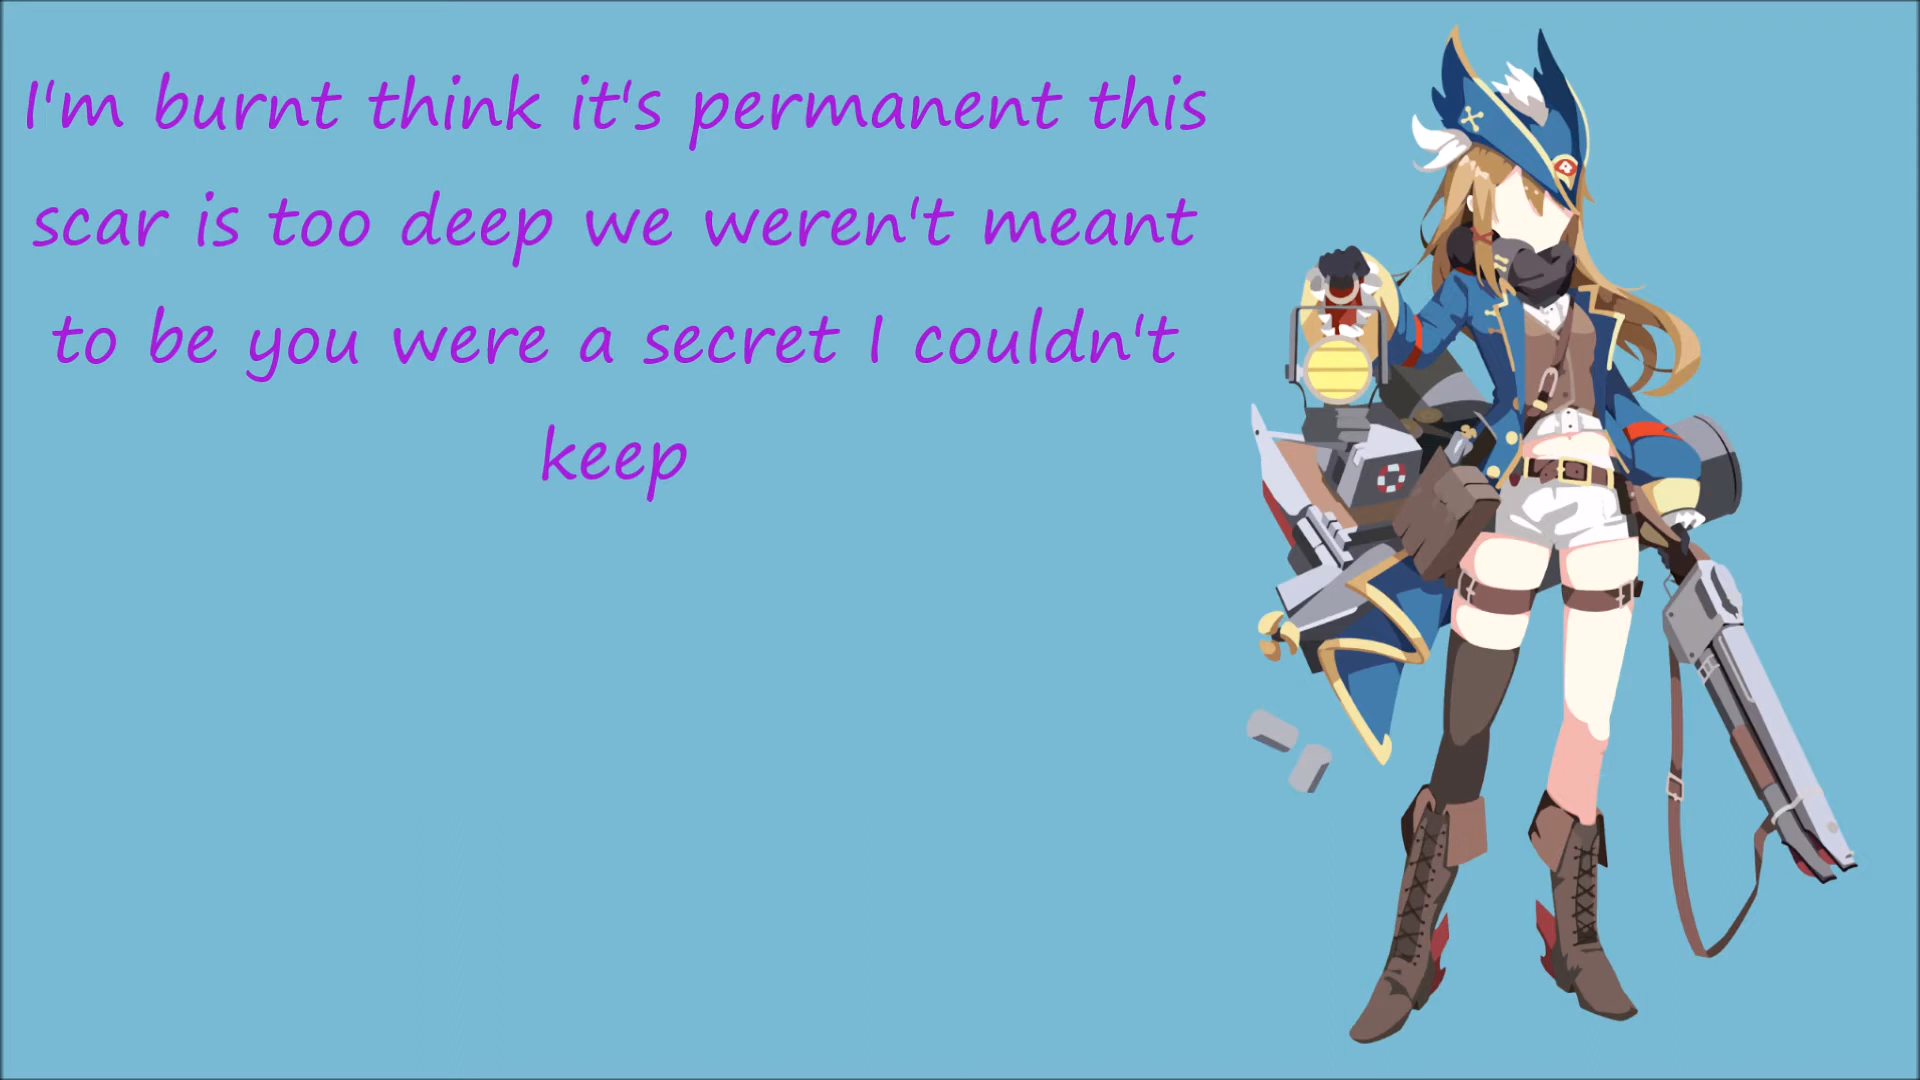 I'm burnt think it's permanent this
scar is too deep we weren't meant
to be you were a secret I couldn't
keep